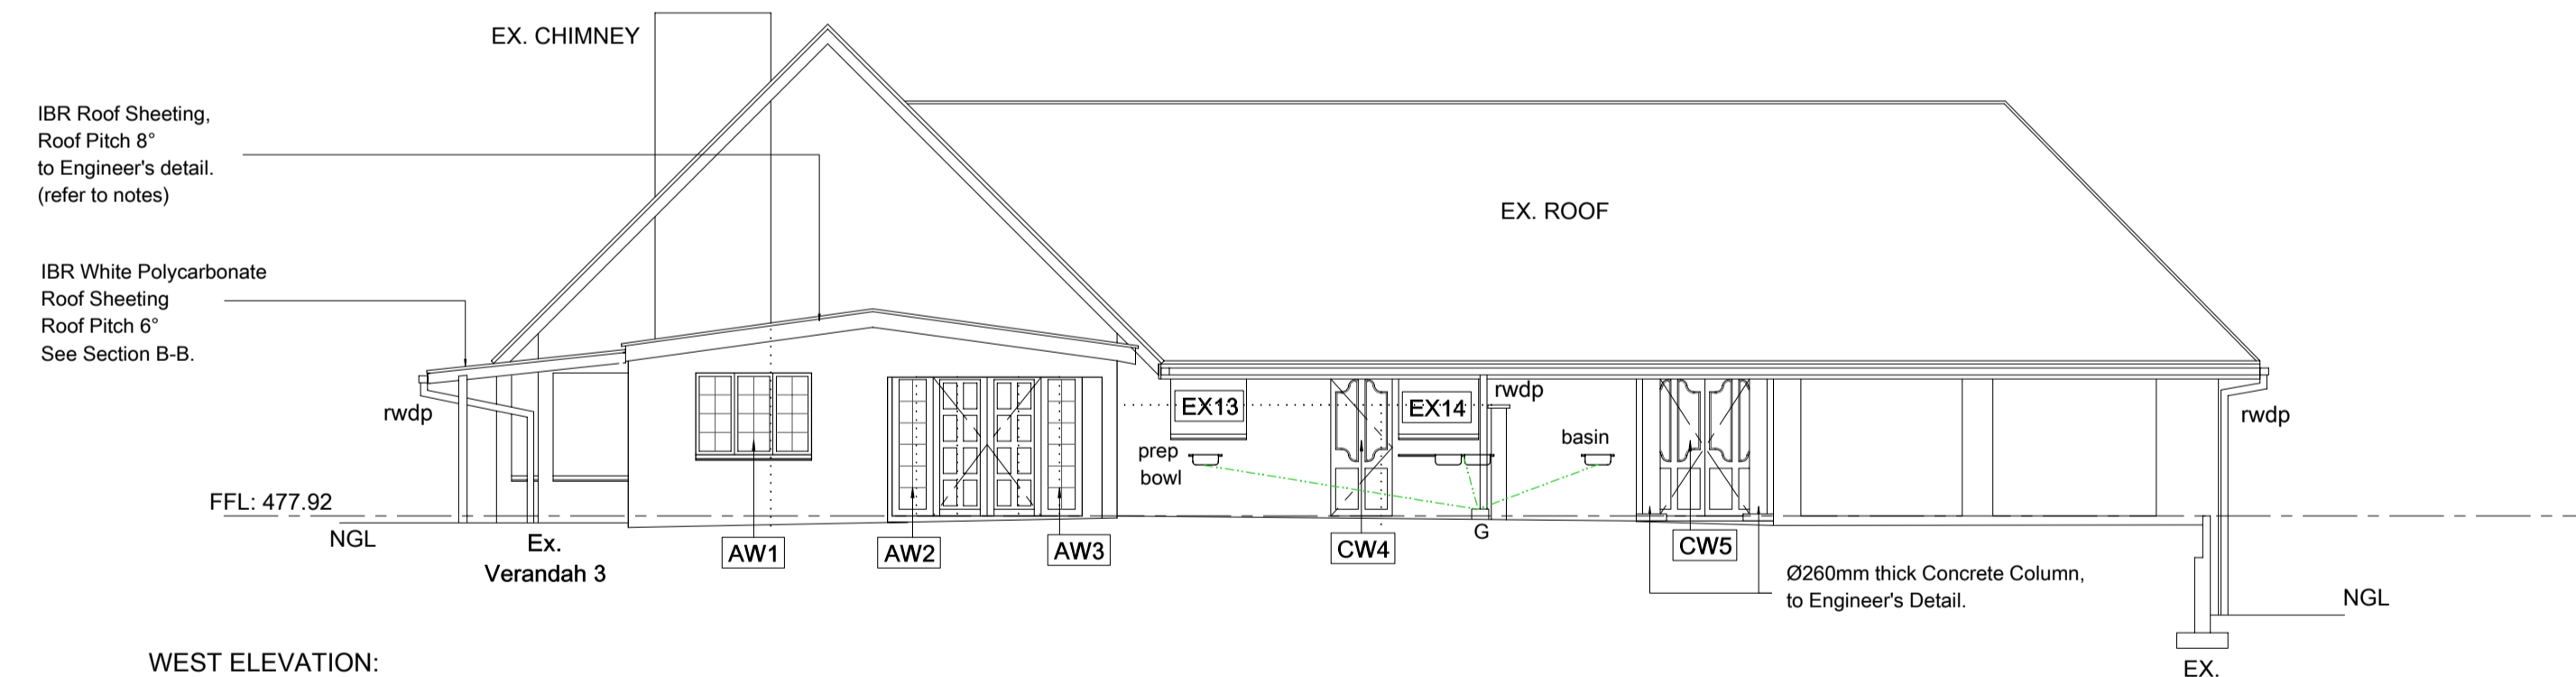 EX. CHIMNEY
IBR Roof Sheeting,
Roof Pitch 8°
to Engineer's detail.
(refer to notes)
EX. ROOF
IBR White Polycarbonate
Roof Sheeting
Roof Pitch 6°
See Section B-B.
rwdp
EX13
EX14
rwdp
rwdp
prep
bowl
basin
FFL: 477.92
NGL
Ex.
Verandah 3
AW1
AW2
AW3
CW4
G
CW5
Ø260mm thick Concrete Column,
to Engineer's Detail.
NGL
WEST ELEVATION:
EX.